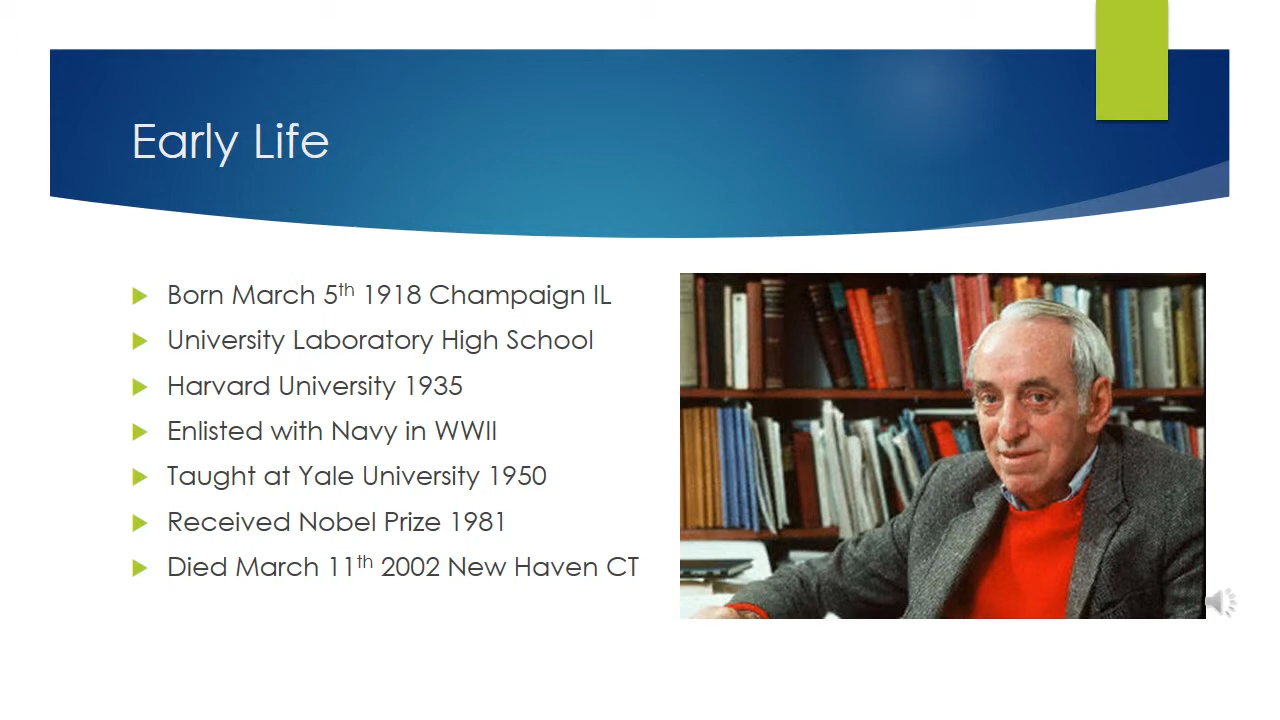 Early Life
Born March 5th 1918 Champaign IL
University Laboratory High School
Harvard University 1935
Enlisted with Navy in WWII
Taught at Yale University 1950
Received Nobel Prize 1981
Died March 11th 2002 New Haven CT